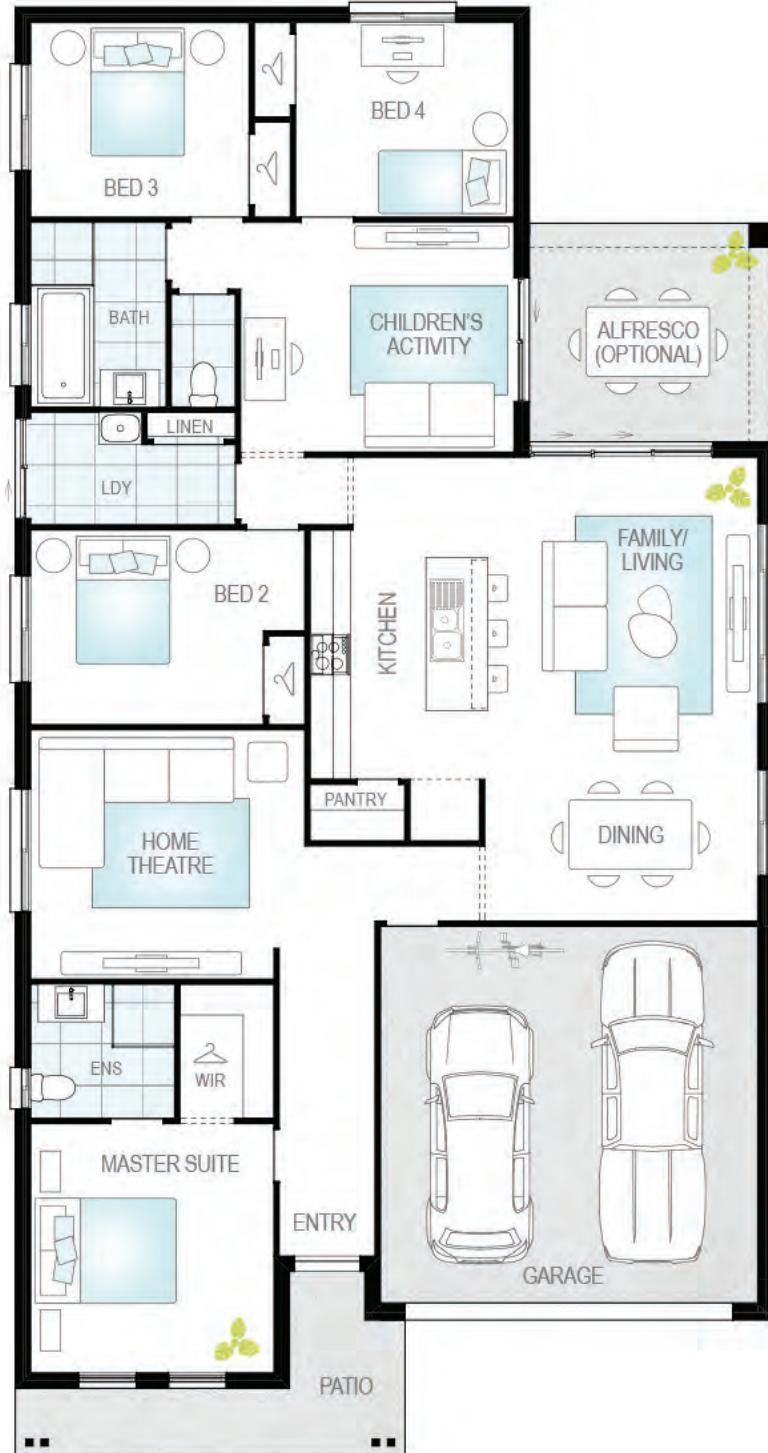 BED 3
BED 4
BATH
CHILDREN'S
ACTIVITY
ALFRESCO
(OPTIONAL)
LINEN
LDY
BED 2
KITCHEN
FAMILY/
LIVING
PANTRY
HOME
THEATRE
DINING
ENS
WIR
MASTER SUITE
ENTRY
GARAGE
PATIO